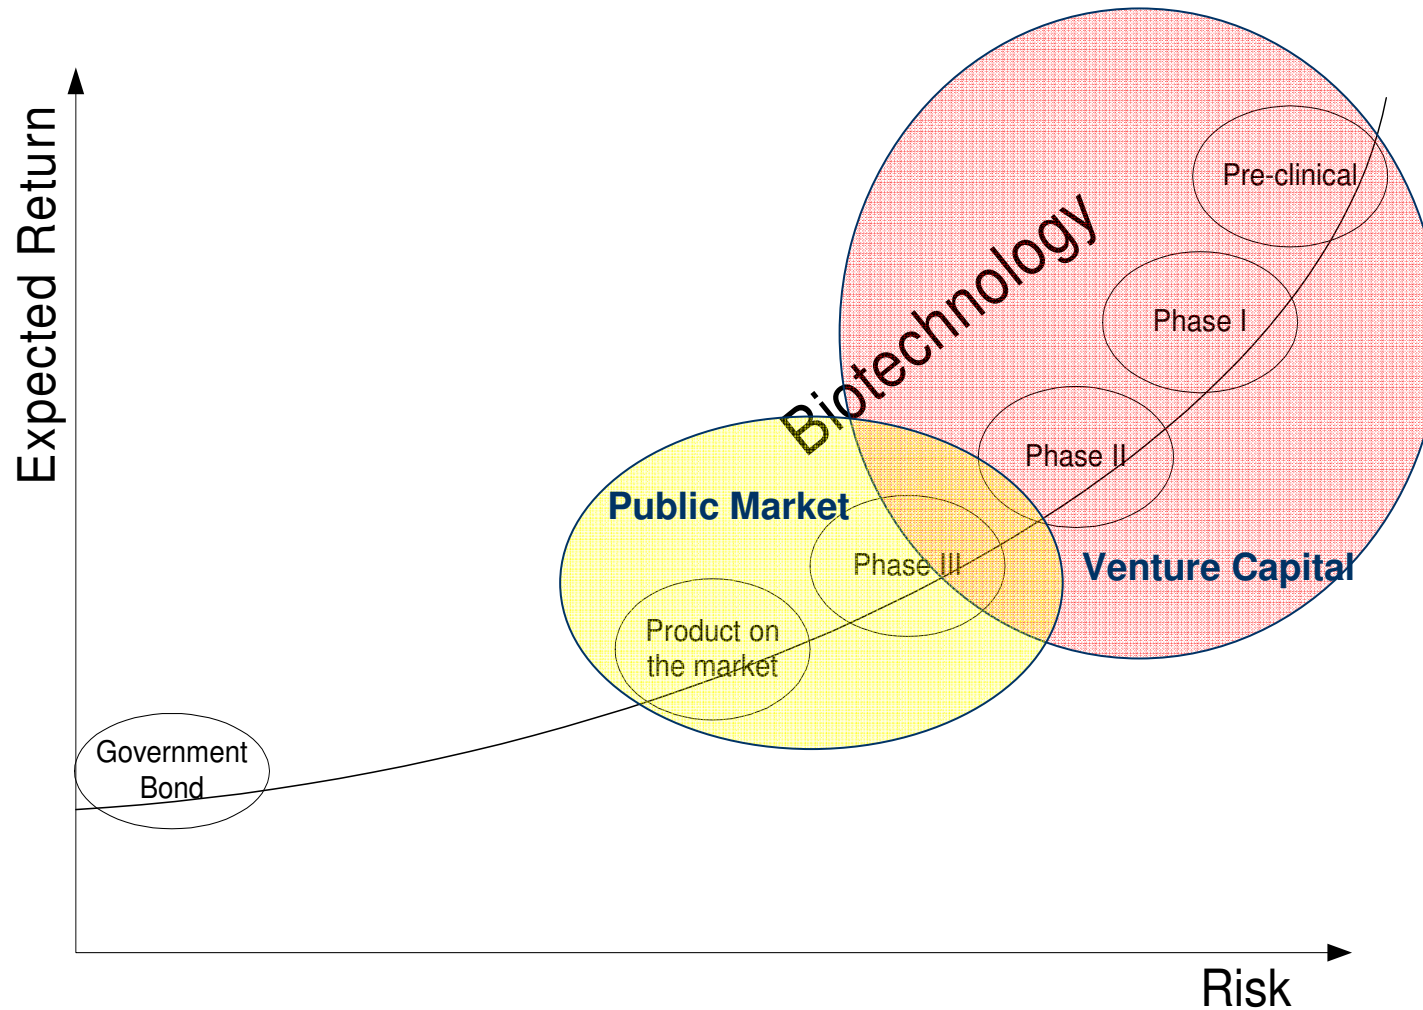 Expected Return
Pre-clinical
Biotechnology
Phase I
Phase II
Public Market
Phase III
Venture Capital
Product on
the market
Government
Bond
Risk